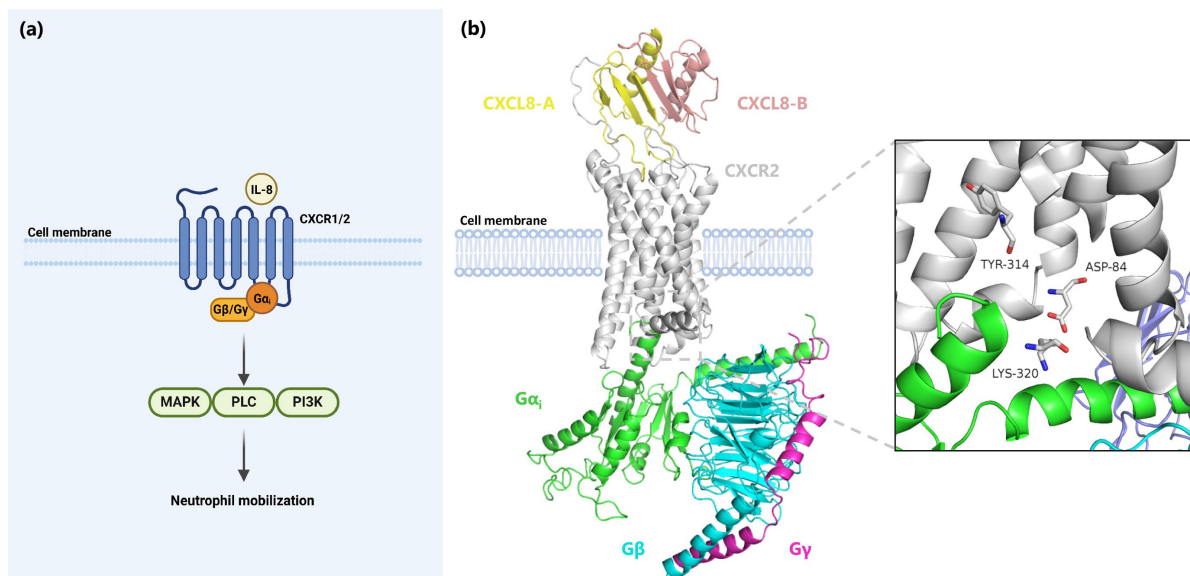 (a)
IL-8
CXCR1/2
Cell membrane
Gβ/Gγ
Gαi
MAPK
PLC
PI3K
Neutrophil mobilization
(b)
CXCL8-A
CXCL8-B
CXCR2
Cell membrane
Gαi
Gβ
Gγ
TYR-314
ASP-84
LYS-320